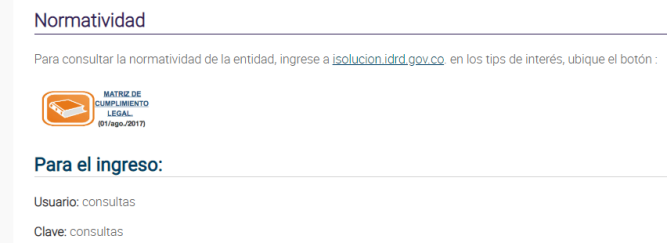 Normatividad
Para consultar la normatividad de la entidad, ingrese a isolucion.idrd.gov.co. en los tips de interés, ubique el botón :
MATRIZ DE
CUMPLIMIENTO
LEGAL.
(01/ago./2017)
Para el ingreso:
Usuario: consultas
Clave: consultas